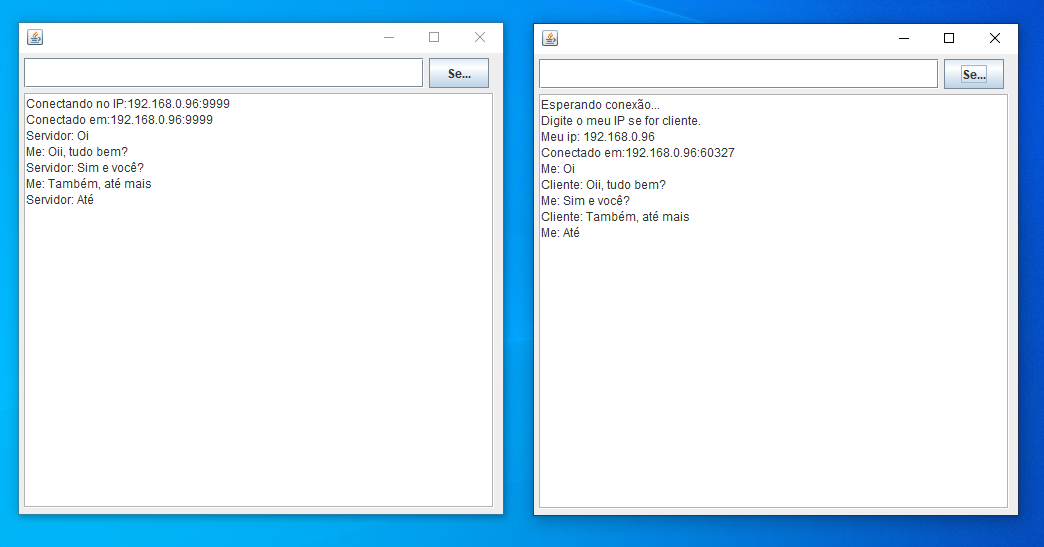 Se...
Conectando no IP:192.168.0.96:9999
Conectado em:192.168.0.96:9999
Servidor: Oi
Me: Oii, tudo bem?
Servidor: Sim e você?
Me: Também, até mais
Servidor: Até
Se...
Esperando conexão...
Digite o meu IP se for cliente.
Meu ip: 192.168.0.96
Conectado em:192.168.0.96:60327
Me: Oi
Cliente: Oii, tudo bem?
Me: Sim e você?
Cliente: Também, até mais
Me: Até